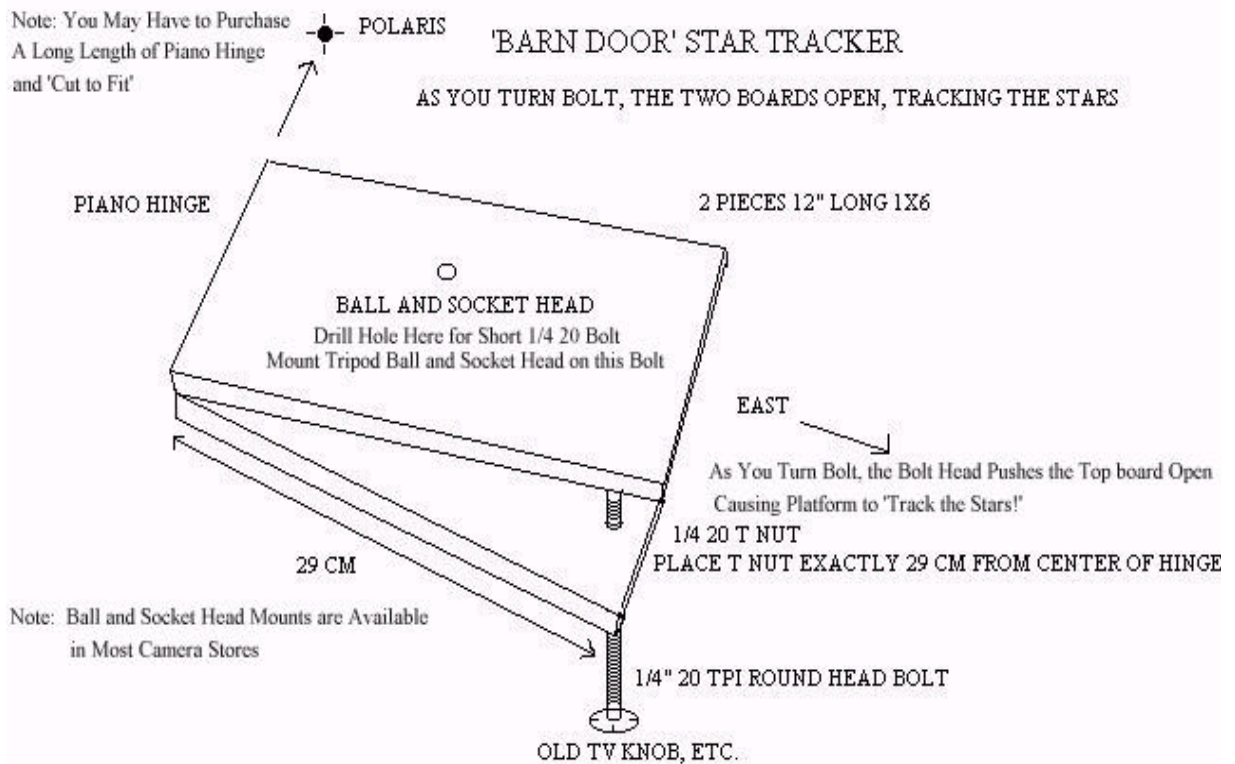 Note: You May Have to Purchase
A Long Length of Piano Hinge
and 'Cut to Fit'
POLARIS
'BARN DOOR' STAR TRACKER
AS YOU TURN BOLT, THE TWO BOARDS OPEN, TRACKING THE STARS
PIANO HINGE
2 PIECES 12" LONG 1X6
BALL AND SOCKET HEAD
Drill Hole Here for Short 1/4 20 Bolt
Mount Tripod Ball and Socket Head on this Bolt
EAST
As You Turn Bolt, the Bolt Head Pushes the Top board Open
Causing Platform to 'Track the Stars!'
1/4 20 T NUT
PLACE T NUT EXACTLY 29 CM FROM CENTER OF HINGE
29 CM
Note: Ball and Socket Head Mounts are Available
in Most Camera Stores
1/4" 20 TPI ROUND HEAD BOLT
OLD TV KNOB, ETC.